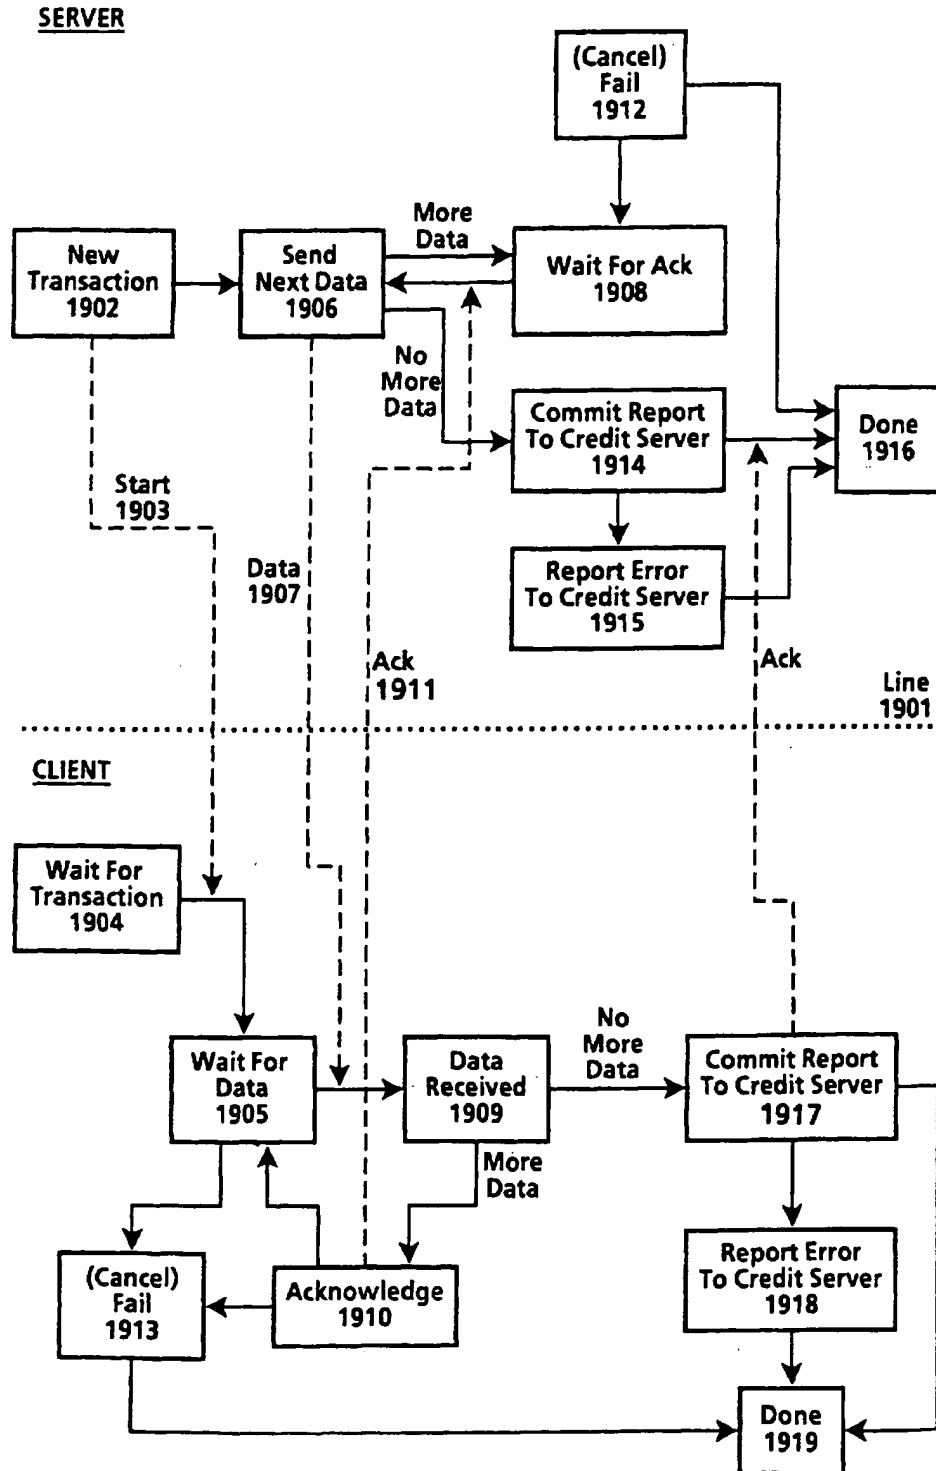 SERVER
(Cancel)
Fail
1912
New
Transaction
1902
Send
Next Data
1906
More
Data
Wait For Ack
1908
No
More
Data
Commit Report
To Credit Server
1914
Done
1916
Start
1903
Data
1907
Report Error
To Credit Server
1915
Ack
1911
Ack
Line
1901
CLIENT
Wait For
Transaction
1904
Wait For
Data
1905
Data
Received
1909
No
More
Data
Commit Report
To Credit Server
1917
More
Data
(Cancel)
Fail
1913
Acknowledge
1910
Report Error
To Credit Server
1918
Done
1919